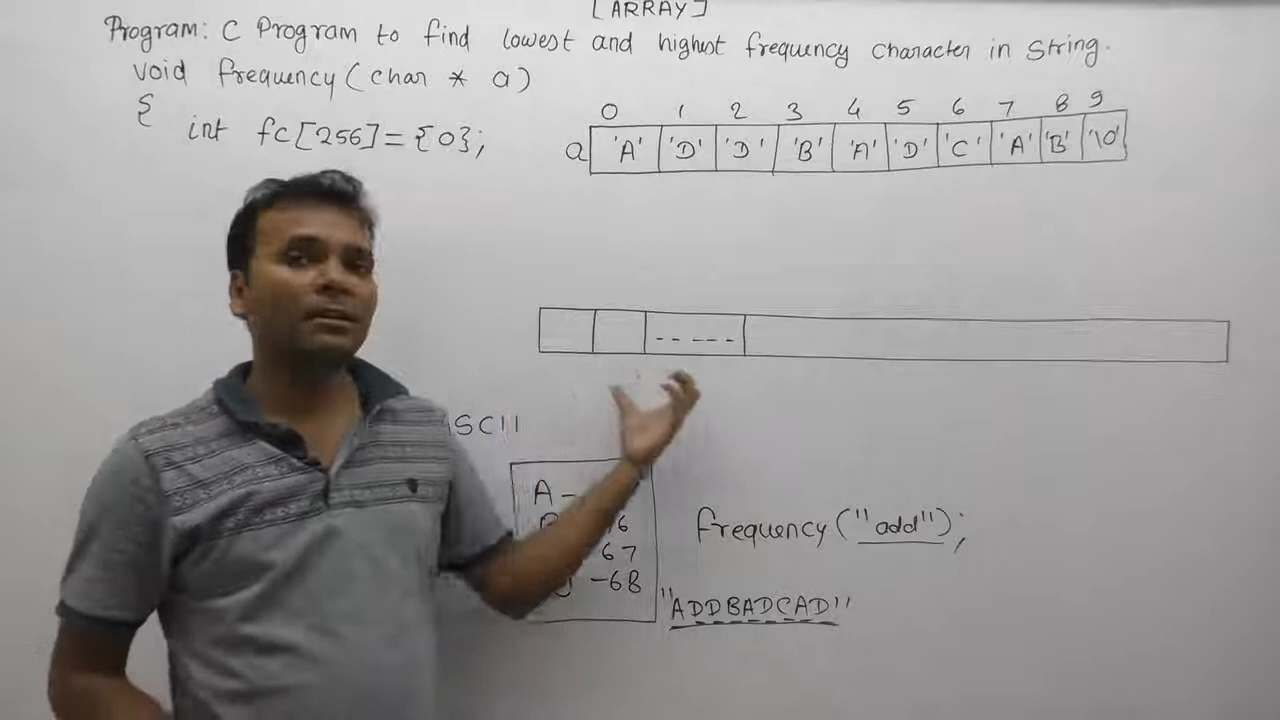 [ARRAY]
Program: C Program to find lowest and highest frequency character in String.
void frequency(char * a)
{
int fc[256]={0};
0 1 2 3 4 5 6 7 8 9
a 'A' 'D' 'D' 'B' 'A' 'D' 'C' 'A' 'B' '\0'
-- -- --
SCII
A -
6
67
-68
frequency("add");
"ADDBADCAD"